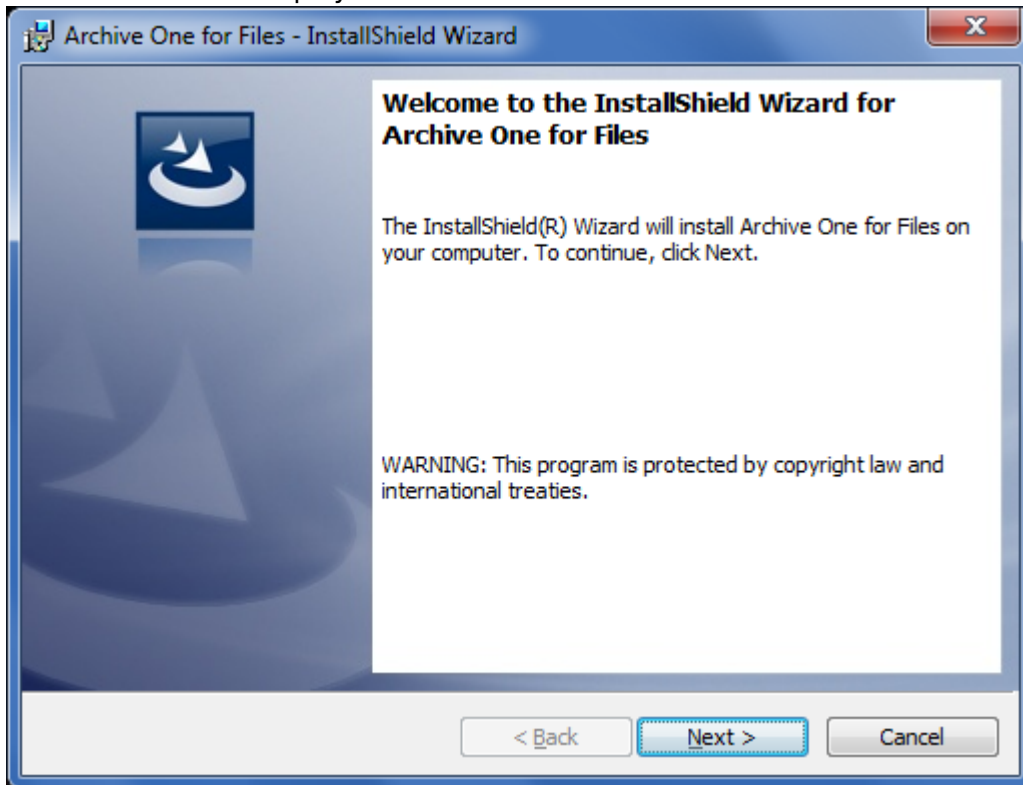 Archive One for Files - InstallShield Wizard
Welcome to the InstallShield Wizard for
Archive One for Files
The InstallShield(R) Wizard will install Archive One for Files on
your computer. To continue, click Next.
WARNING: This program is protected by copyright law and
international treaties.
< Back Next > Cancel